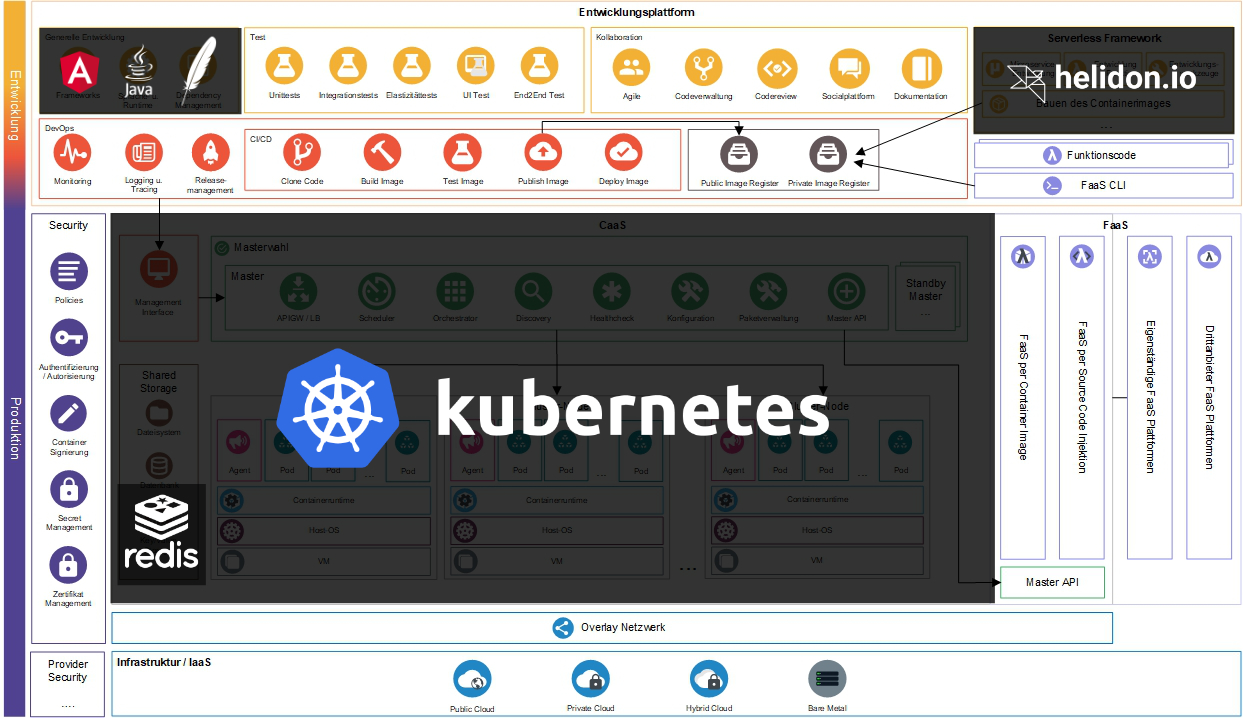 Entwicklungsplattform
Entwicklung
Generelle Entwicklung
Frameworks
Java
Runtime
Management
Test
Unittests
Integrationstests
Elastizitättests
UI Test
End2End Test
Kollaboration
Agile
Codeverwaltung
Codereview
Socialplattform
Dokumentation
Serverless Framework
helidon.io
Bauen des Containerimages
...
DevOps
Monitoring
Logging u.
Tracing
Release-
management
CI/CD
Clone Code
Build Image
Test Image
Publish Image
Deploy Image
Public Image Register
Private Image Register
Funktionscode
FaaS CLI
Produktion
Security
Policies
Authentifizierung
/ Autorisierung
Container
Signierung
Secret
Management
Zertifikat
Management
CaaS
Management
Interface
Masterwahl
Master
APIGW / LB
Scheduler
Orchestrator
Discovery
Healthcheck
Konfiguration
Paketverwaltung
Master API
Standby
Master
...
Shared
Storage
Dateisystem
redis
kubernetes
Agent
Pod
Pod
...
Pod
Containerruntime
Host-OS
VM
Agent
Pod
Pod
...
Pod
Containerruntime
Host-OS
VM
...
Agent
Pod
Pod
...
Pod
Containerruntime
Host-OS
VM
FaaS
FaaS per Container Image
FaaS per Source Code Injektion
Eigenständige FaaS Plattformen
Drittanbieter FaaS Plattformen
Master API
Overlay Netzwerk
Provider
Security
....
Infrastruktur / IaaS
Public Cloud
Private Cloud
Hybrid Cloud
Bare Metal